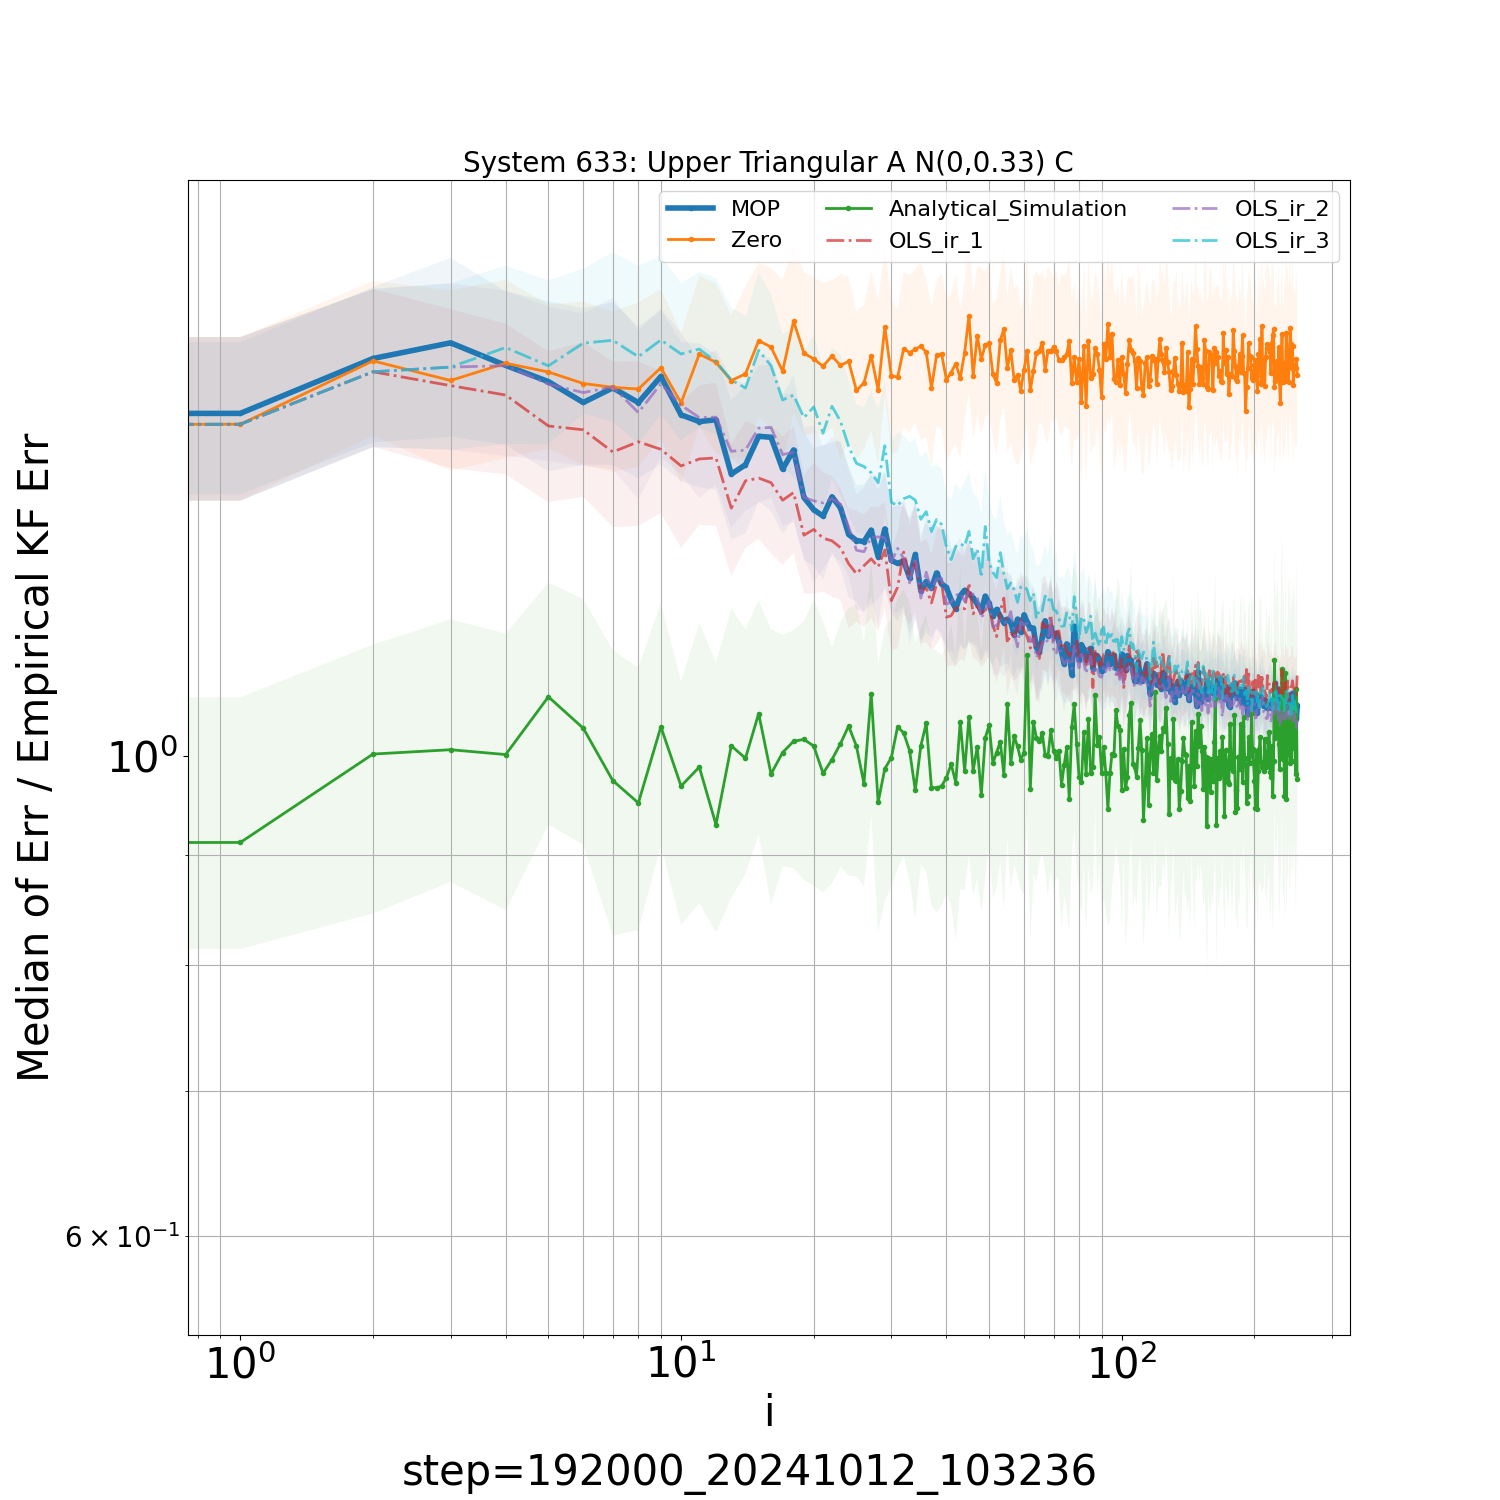 System 633: Upper Triangular A N(0,0.33) C
MOP
Zero
Analytical_Simulation
OLS_ir_1
OLS_ir_2
OLS_ir_3
Median of Err / Empirical KF Err
10⁰
6 × 10⁻¹
10⁰ 10¹ 10²
i
step=192000_20241012_103236